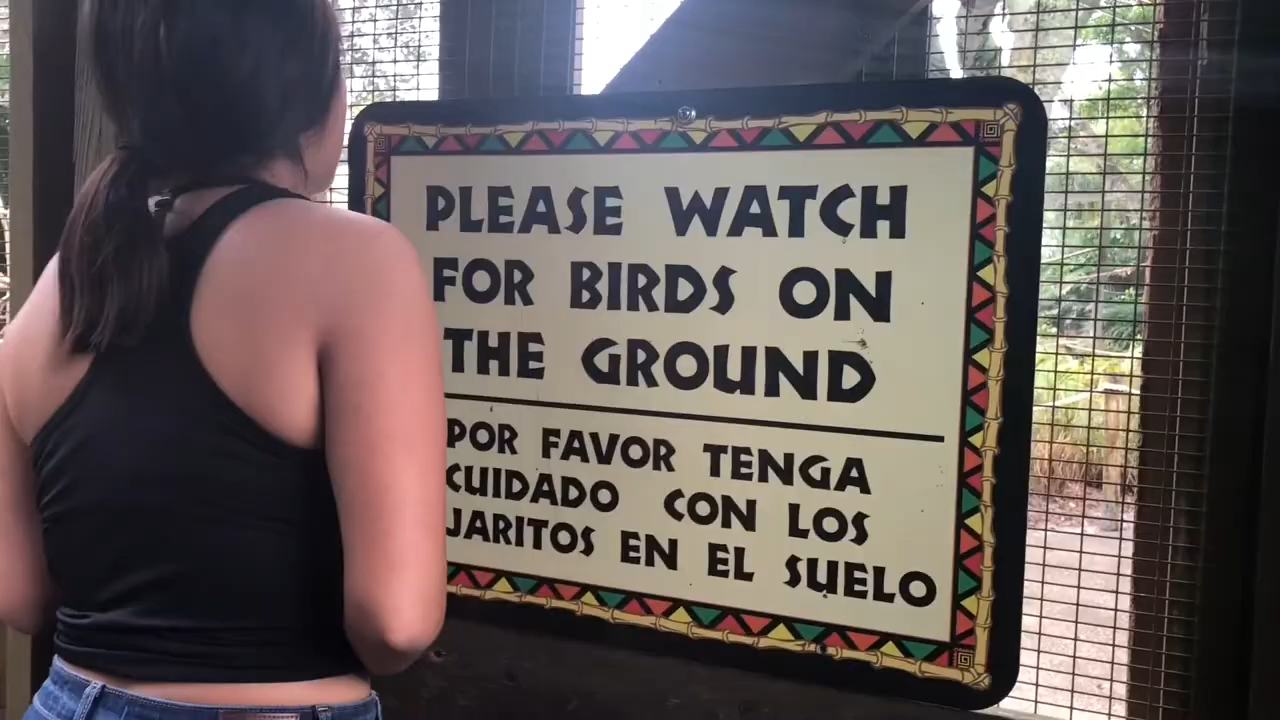 PLEASE WATCH
FOR BIRDS ON
THE GROUND
POR FAVOR TENGA
CUIDADO CON LOS
JARITOS EN EL SUELO